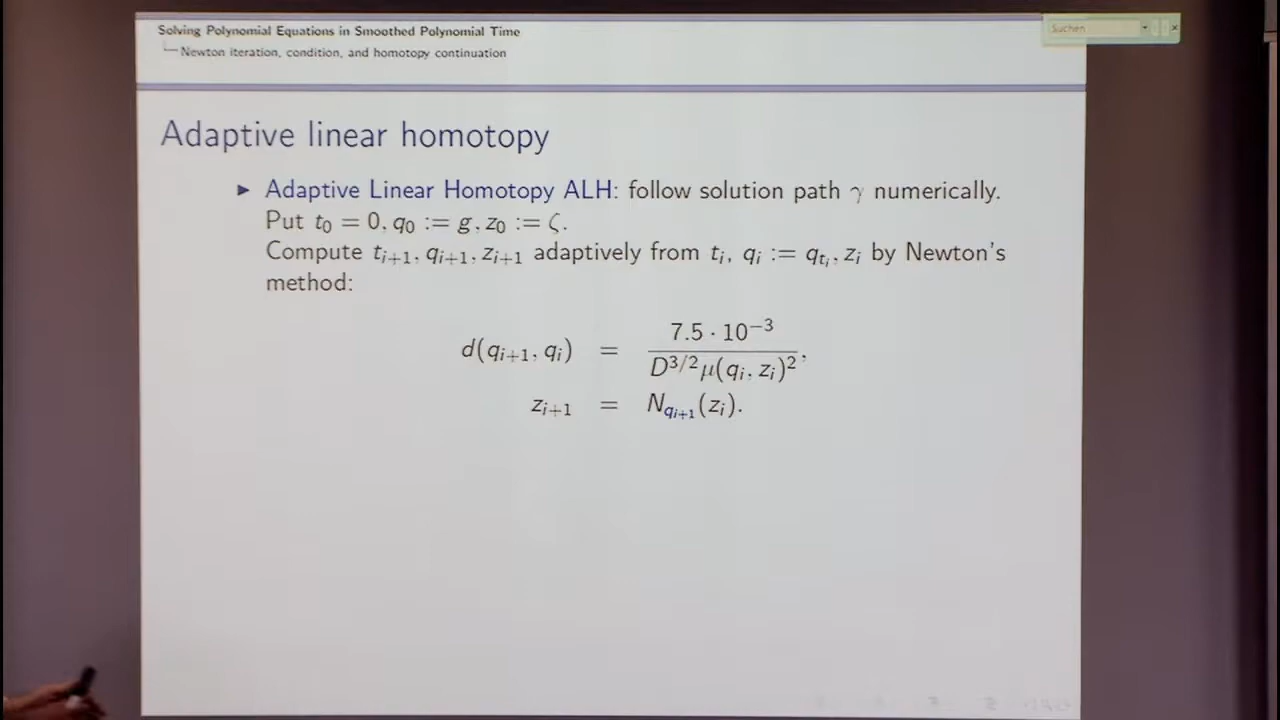 Solving Polynomial Equations in Smoothed Polynomial Time
Newton iteration, condition, and homotopy continuation
Suchen
Adaptive linear homotopy
► Adaptive Linear Homotopy ALH: follow solution path γ numerically.
Put t₀ = 0, q₀ := g, z₀ := ζ.
Compute tᵢ₊₁, qᵢ₊₁, zᵢ₊₁ adaptively from tᵢ, qᵢ := q_{tᵢ}, zᵢ by Newton's
method:
d(qᵢ₊₁, qᵢ) = 7.5 · 10⁻³ / D^{3/2} μ(qᵢ, zᵢ)²,
zᵢ₊₁ = N_{qᵢ₊₁}(zᵢ).